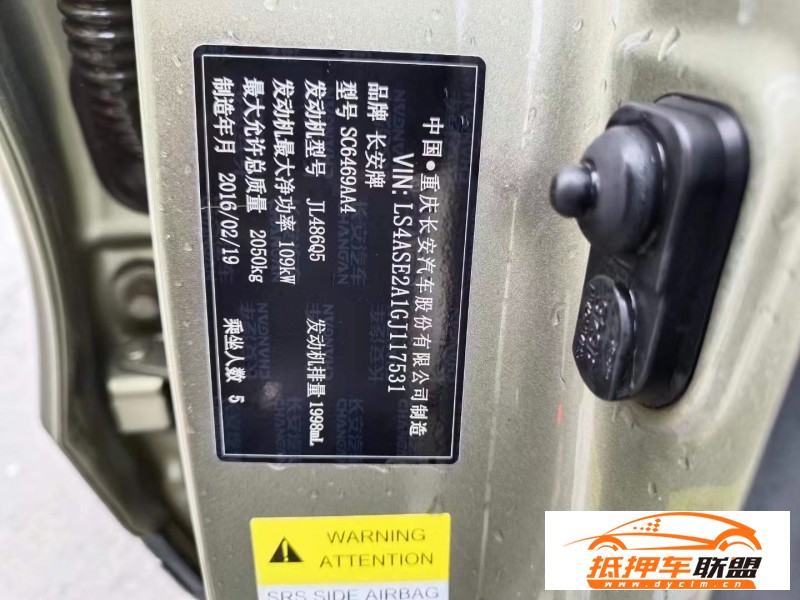 中国●重庆长安汽车股份有限公司制造
VIN: LS4ASE2A1GJ117531
品牌 长安牌
型号 SC6469AA4
发动机型号 JL486Q5 发动机排量 1998mL
发动机最大净功率 109kW
最大允许总质量 2050kg
制造年月 2016/02/19 乘坐人数 5
WARNING
ATTENTION
SRS SIDE AIRBAG
抵押车联盟
www.dyclm.cn